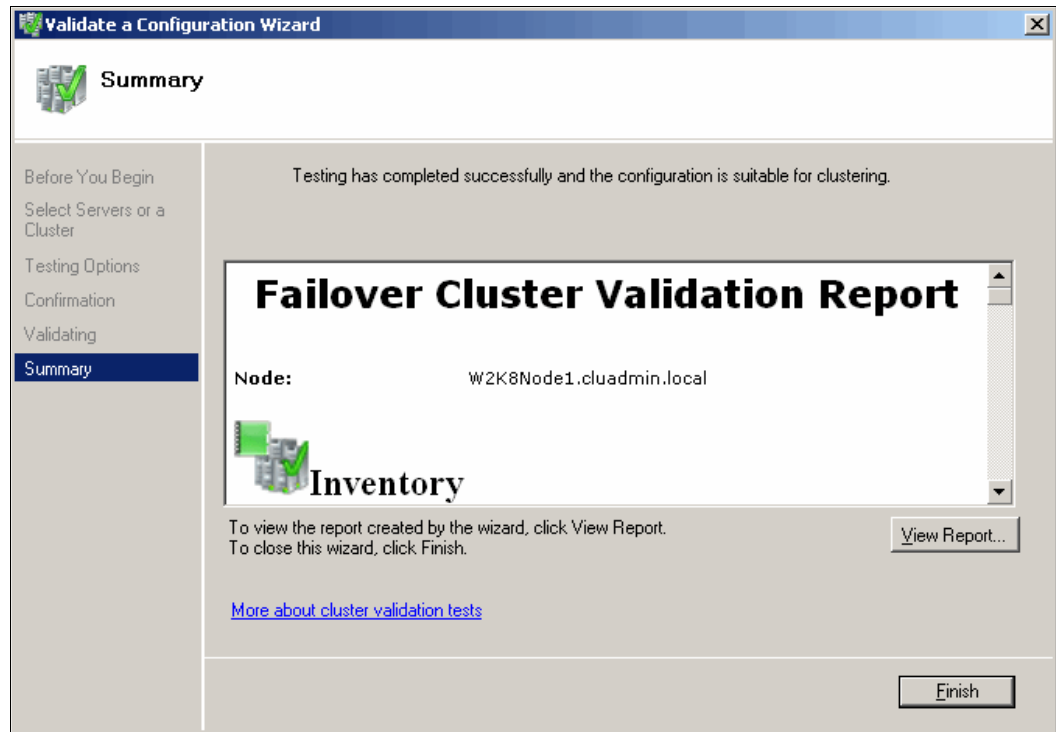 Validate a Configuration Wizard
Summary
Before You Begin
Select Servers or a
Cluster
Testing Options
Confirmation
Validating
Summary
Testing has completed successfully and the configuration is suitable for clustering.
Failover Cluster Validation Report
Node: W2K8Node1.cluadmin.local
Inventory
To view the report created by the wizard, click View Report.
To close this wizard, click Finish.
View Report...
More about cluster validation tests
Finish